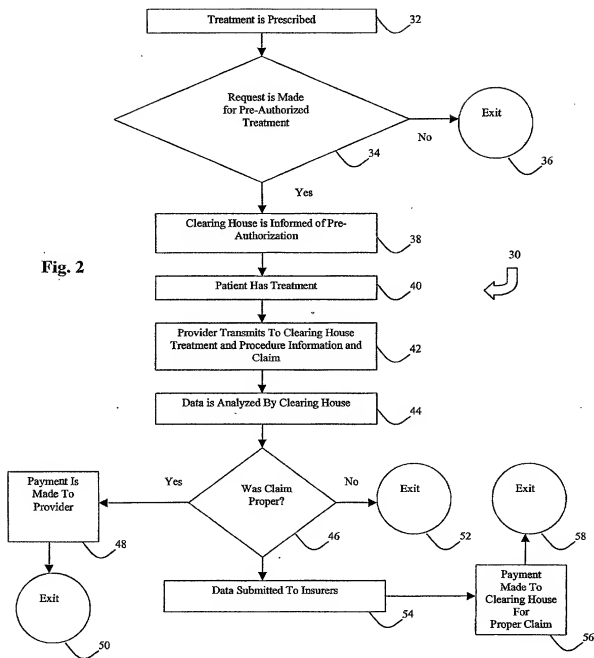 Treatment is Prescribed
32
Request is Made
for Pre-Authorized
Treatment
34
No
Exit
36
Yes
Clearing House is Informed of Pre-
Authorization
38
Fig. 2
30
Patient Has Treatment
40
Provider Transmits To Clearing House
Treatment and Procedure Information and
Claim
42
Data is Analyzed By Clearing House
44
Payment Is
Made To
Provider
48
Yes
Was Claim
Proper?
46
No
Exit
52
Exit
58
Exit
50
Data Submitted To Insurers
54
Payment
Made To
Clearing House
For
Proper Claim
56